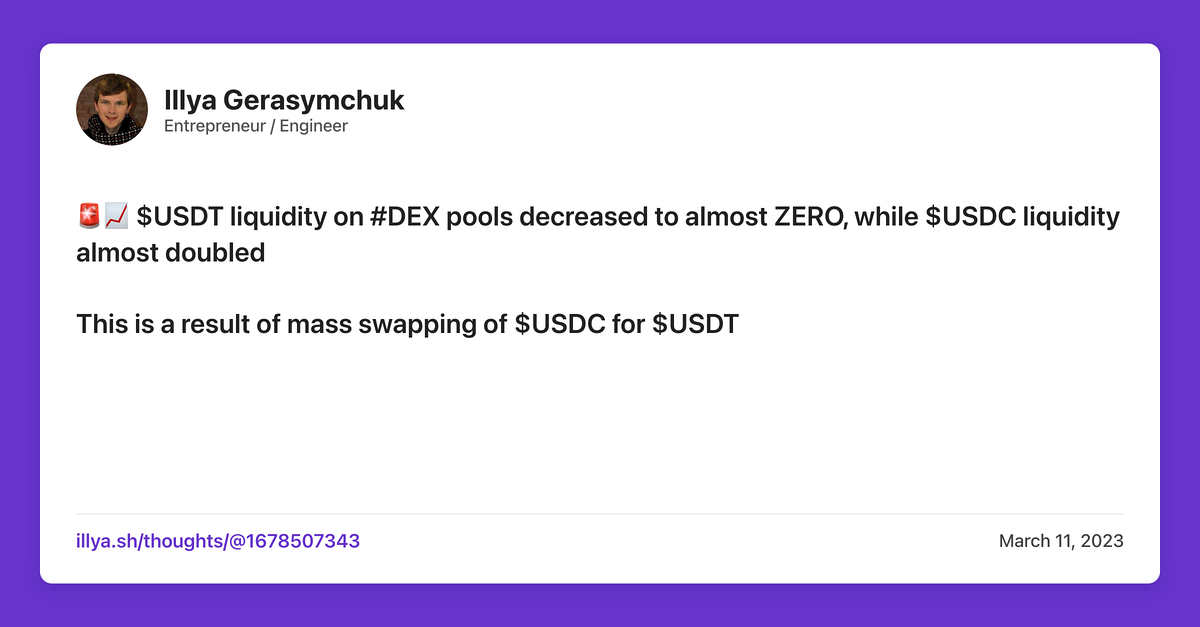 Illya Gerasymchuk
Entrepreneur / Engineer
🚨📈 $USDT liquidity on #DEX pools decreased to almost ZERO, while $USDC liquidity
almost doubled
This is a result of mass swapping of $USDC for $USDT
illya.sh/thoughts/@1678507343
March 11, 2023